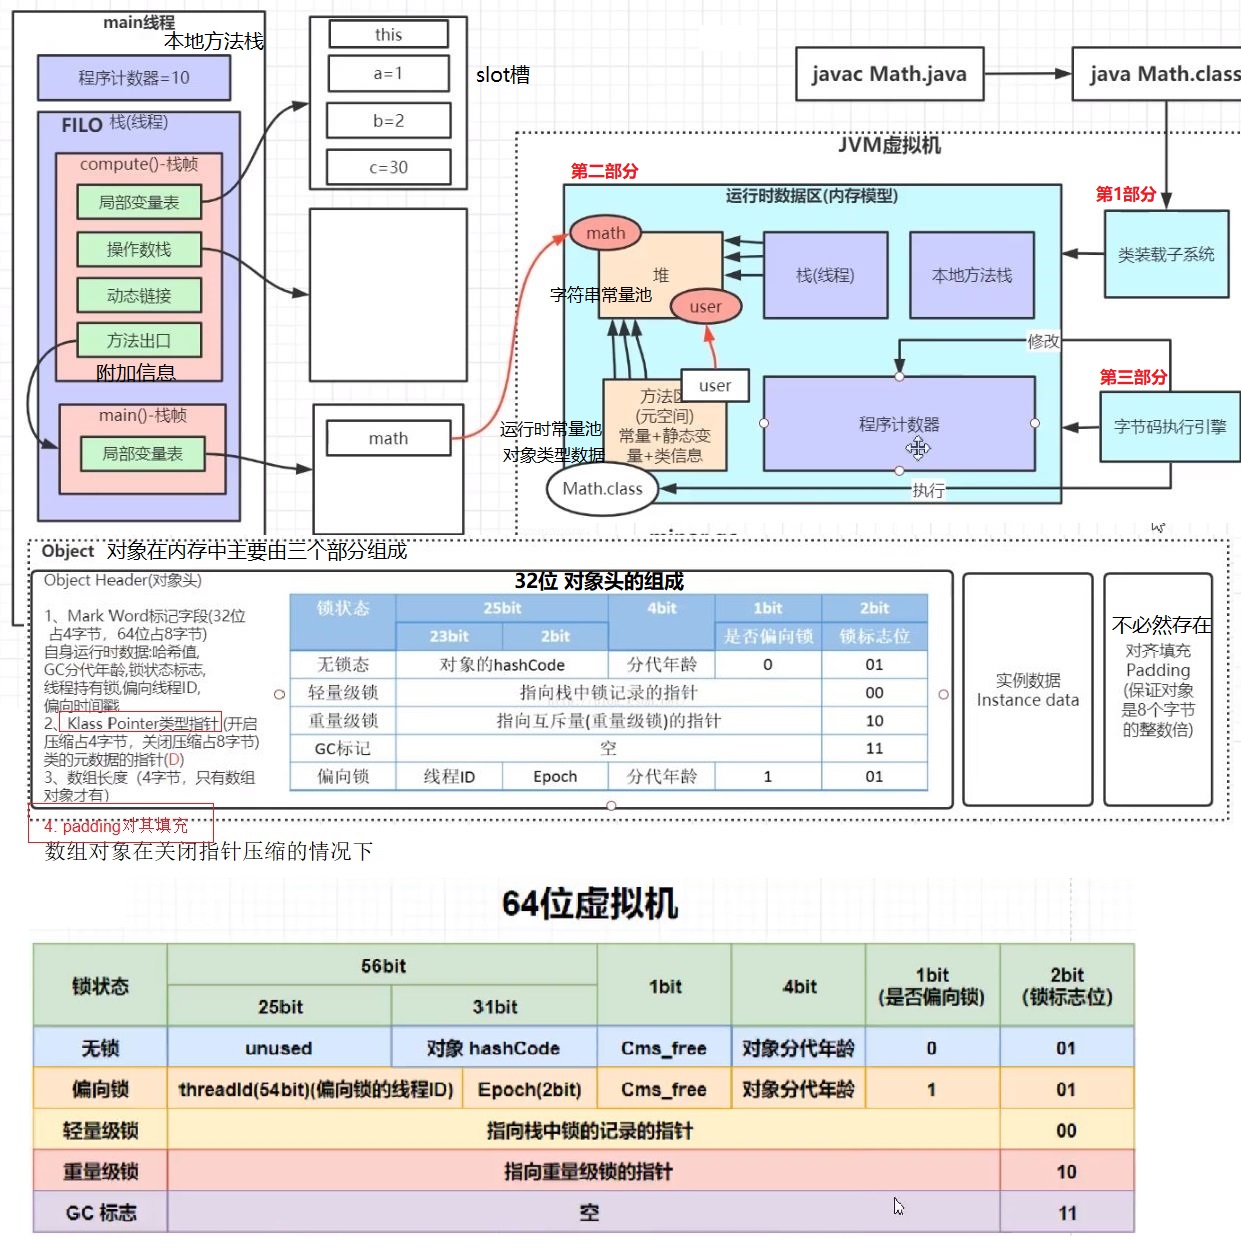 main线程
本地方法栈
程序计数器=10
FILO 栈(线程)
compute()-栈帧
局部变量表
操作数栈
动态链接
方法出口
附加信息
main()-栈帧
局部变量表
this
a=1
b=2
c=30
slot槽
math
javac Math.java
java Math.class
JVM虚拟机
第二部分
运行时数据区(内存模型)
第1部分
math
堆
字符串常量池
user
栈(线程)
本地方法栈
类装载子系统
修改
user
方法区
(元空间)
常量+静态变
量+类信息
运行时常量池
对象类型数据
Math.class
程序计数器
第三部分
字节码执行引擎
执行
Object 对象在内存中主要由三个部分组成
Object Header(对象头)
1、Mark Word标记字段(32位
占4字节，64位占8字节)
自身运行时数据:哈希值,
GC分代年龄,锁状态标志,
线程持有锁,偏向线程ID,
偏向时间戳
2、Klass Pointer类型指针(开启
压缩占4字节，关闭压缩占8字节)
类的元数据的指针(D)
3、数组长度（4字节，只有数组
对象才有）
4. padding对其填充
数组对象在关闭指针压缩的情况下
32位 对象头的组成
锁状态 25bit 4bit 1bit 2bit
23bit 2bit 是否偏向锁 锁标志位
无锁态 对象的hashCode 分代年龄 0 01
轻量级锁 指向栈中锁记录的指针 00
重量级锁 指向互斥量(重量级锁)的指针 10
GC标记 空 11
偏向锁 线程ID Epoch 分代年龄 1 01
实例数据
Instance data
不必然存在
对齐填充
Padding
(保证对象
是8个字节
的整数倍)
64位虚拟机
锁状态 56bit 1bit 4bit 1bit
(是否偏向锁) 2bit
(锁标志位)
25bit 31bit
无锁 unused 对象 hashCode Cms_free 对象分代年龄 0 01
偏向锁 threadId(54bit)(偏向锁的线程ID) Epoch(2bit) Cms_free 对象分代年龄 1 01
轻量级锁 指向栈中锁的记录的指针 00
重量级锁 指向重量级锁的指针 10
GC 标志 空 11